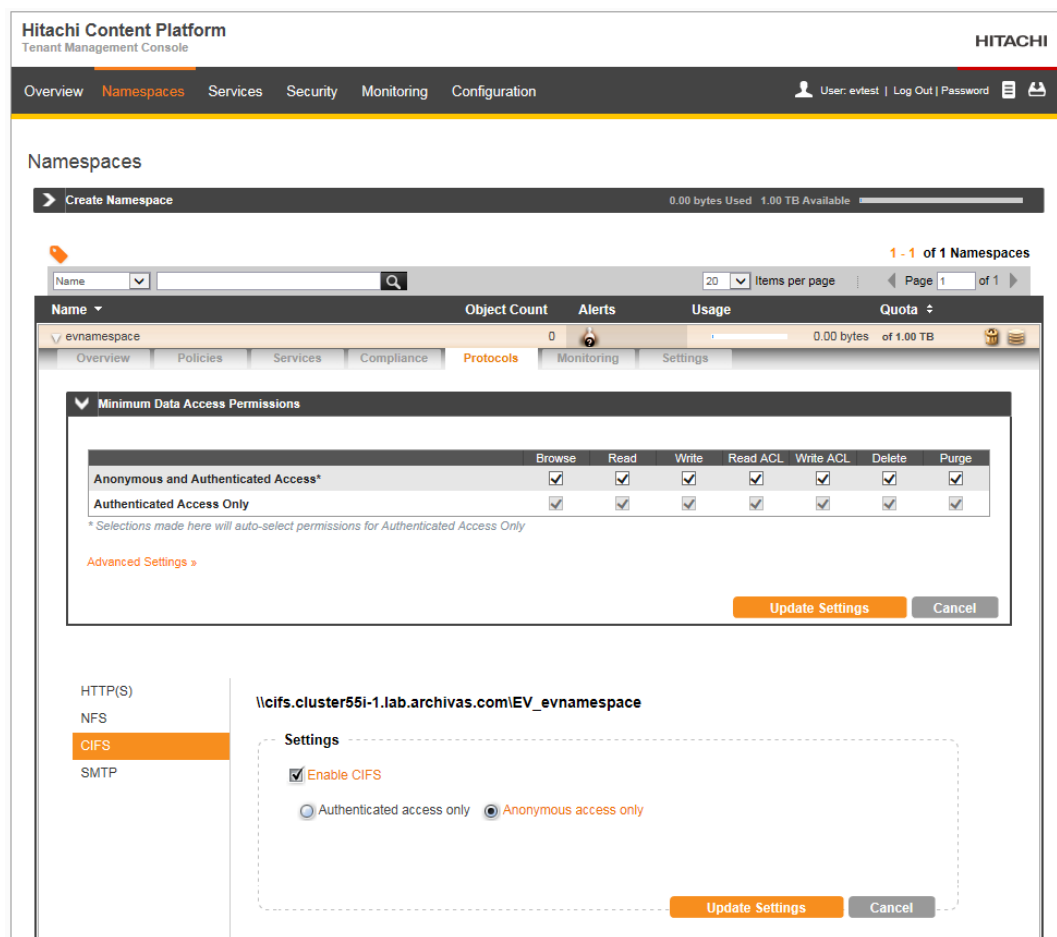 Hitachi Content Platform
Tenant Management Console
HITACHI
Overview Namespaces Services Security Monitoring Configuration
User: evtest | Log Out | Password
Namespaces
Create Namespace 0.00 bytes Used 1.00 TB Available
1 - 1 of 1 Namespaces
Name 20 Items per page Page 1 of 1
Name Object Count Alerts Usage Quota
evnamespace 0 ? 0.00 bytes of 1.00 TB
Overview Policies Services Compliance Protocols Monitoring Settings
Minimum Data Access Permissions
Browse Read Write Read ACL Write ACL Delete Purge
Anonymous and Authenticated Access*
Authenticated Access Only
* Selections made here will auto-select permissions for Authenticated Access Only
Advanced Settings »
Update Settings Cancel
HTTP(S)
NFS
CIFS
SMTP
\\cifs.cluster55i-1.lab.archivas.com\EV_evnamespace
Settings
Enable CIFS
Authenticated access only Anonymous access only
Update Settings Cancel